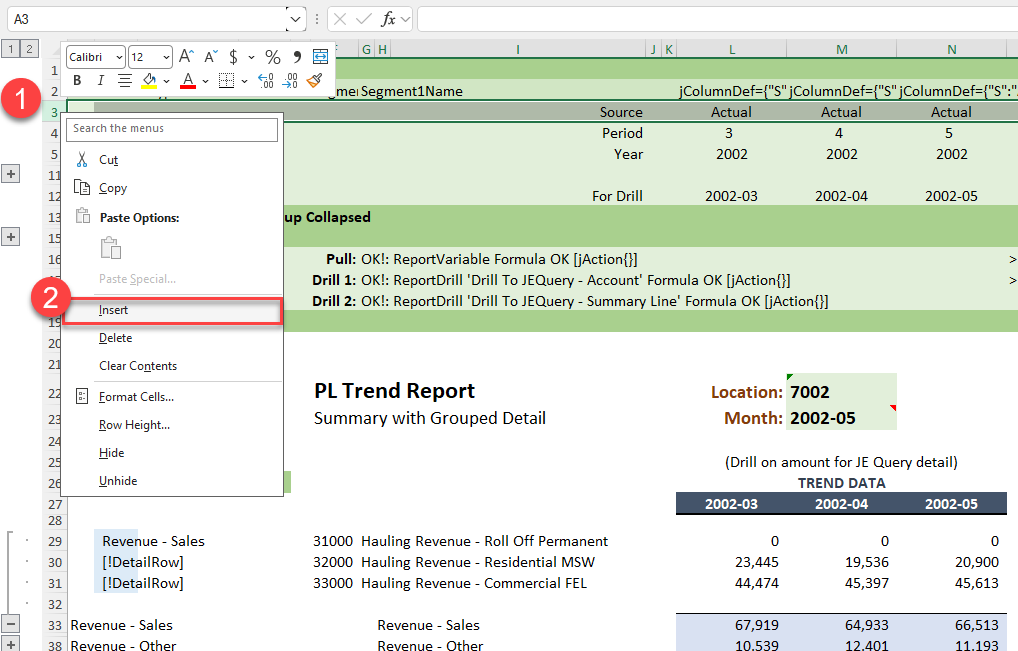 A3 fx
1 2 G H I J K L M N
Calibri 12 A^ A˅ $ % 9
B I A
1
2 Segment1Name jColumnDef={"S" jColumnDef={"S" jColumnDef={"S":"
1
3 Source Actual Actual Actual
4 Period 3 4 5
5 Year 2002 2002 2002
11
12 For Drill 2002-03 2002-04 2002-05
13 up Collapsed
15
16 Pull: OK!: ReportVariable Formula OK [jAction{}] >
Drill 1: OK!: ReportDrill 'Drill To JEQuery - Account' Formula OK [jAction{}] >
Drill 2: OK!: ReportDrill 'Drill To JEQuery - Summary Line' Formula OK [jAction{}]
19
20
21
22 PL Trend Report Location: 7002
23 Summary with Grouped Detail Month: 2002-05
24
25 (Drill on amount for JE Query detail)
26 TREND DATA
27 2002-03 2002-04 2002-05
28
29 Revenue - Sales 31000 Hauling Revenue - Roll Off Permanent 0 0 0
30 [!DetailRow] 32000 Hauling Revenue - Residential MSW 23,445 19,536 20,900
31 [!DetailRow] 33000 Hauling Revenue - Commercial FEL 44,474 45,397 45,613
32
33 Revenue - Sales Revenue - Sales 67,919 64,933 66,513
38 Revenue - Other Revenue - Other 10,539 12,401 11,193
Search the menus
Cut
Copy
Paste Options:
Paste Special...
2
Insert
Delete
Clear Contents
Format Cells...
Row Height...
Hide
Unhide